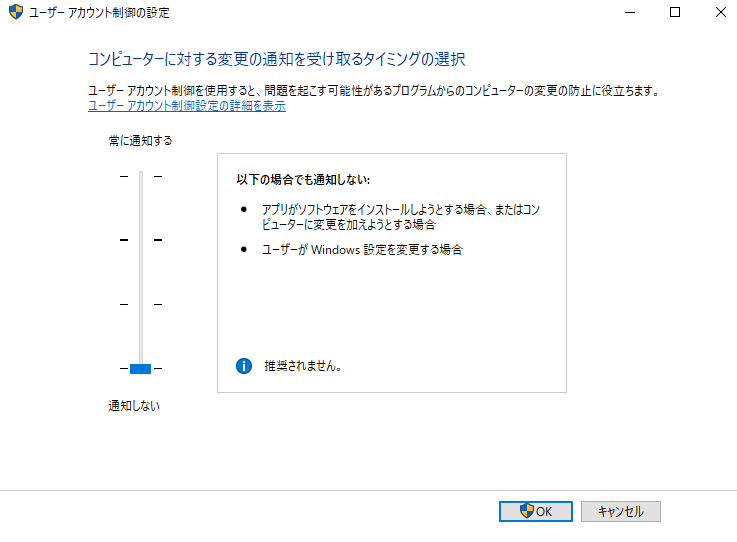 ユーザー アカウント制御の設定
コンピューターに対する変更の通知を受け取るタイミングの選択
ユーザー アカウント制御を使用すると、問題を起こす可能性があるプログラムからのコンピューターの変更の防止に役立ちます。
ユーザー アカウント制御設定の詳細を表示
常に通知する
以下の場合でも通知しない:
● アプリがソフトウェアをインストールしようとする場合、またはコン
ピューターに変更を加えようとする場合
● ユーザーが Windows 設定を変更する場合
推奨されません。
通知しない
OK
キャンセル